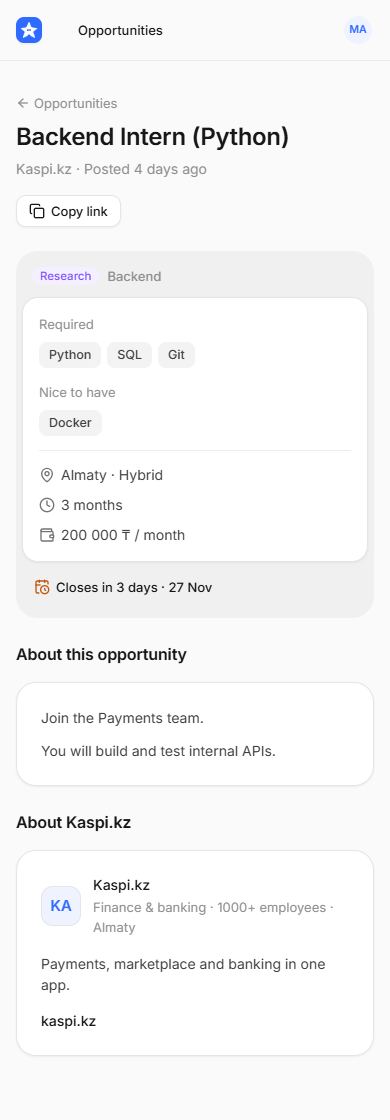 Opportunities
MA
Opportunities
Backend Intern (Python)
Kaspi.kz · Posted 4 days ago
Copy link
Research Backend
Required
Python SQL Git
Nice to have
Docker
Almaty · Hybrid
3 months
200 000 ₸ / month
Closes in 3 days · 27 Nov
About this opportunity
Join the Payments team.
You will build and test internal APIs.
About Kaspi.kz
KA
Kaspi.kz
Finance & banking · 1000+ employees ·
Almaty
Payments, marketplace and banking in one
app.
kaspi.kz